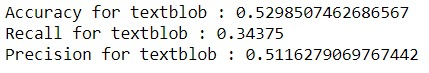 Accuracy for textblob : 0.5298507462686567
Recall for textblob : 0.34375
Precision for textblob : 0.5116279069767442